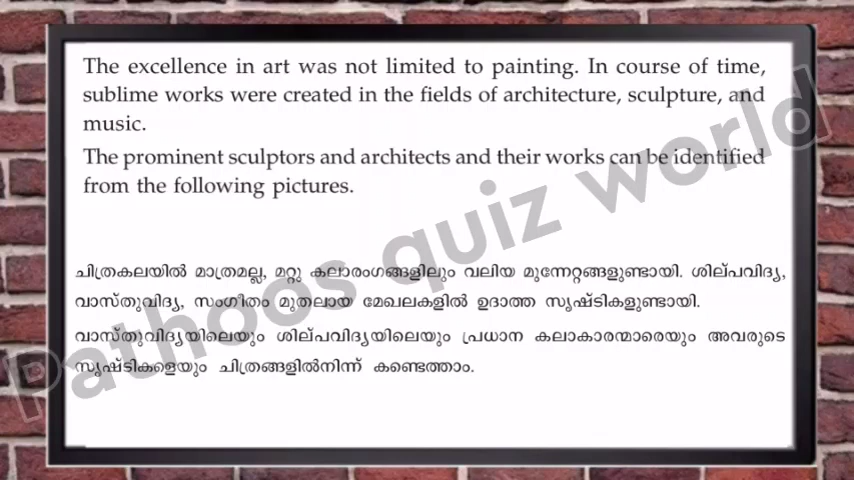 The excellence in art was not limited to painting. In course of time,
sublime works were created in the fields of architecture, sculpture, and
music.
The prominent sculptors and architects and their works can be identified
from the following pictures.
ചിത്രകലയിൽ മാത്രമല്ല, മറ്റു കലാരംഗങ്ങളിലും വലിയ മുന്നേറ്റങ്ങളുണ്ടായി. ശില്പവിദ്യ,
വാസ്തുവിദ്യ, സംഗീതം മുതലായ മേഖലകളിൽ ഉദാത്ത സൃഷ്ടികളുണ്ടായി.
വാസ്തുവിദ്യയിലെയും ശില്പവിദ്യയിലെയും പ്രധാന കലാകാരന്മാരെയും അവരുടെ
സൃഷ്ടികളെയും ചിത്രങ്ങളിൽനിന്ന് കണ്ടെത്താം.
Pathoos quiz world